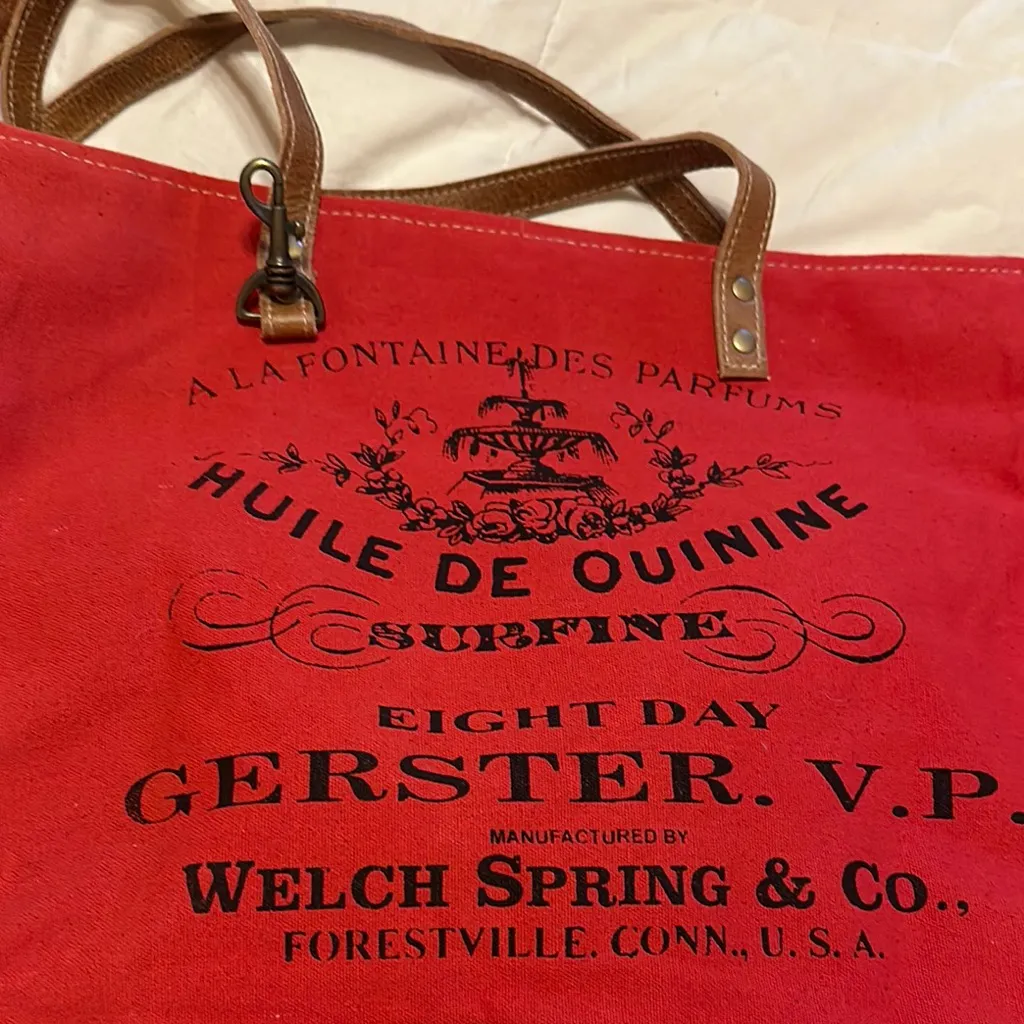 A LA FONTAINE DES PARFUMS
HUILE DE QUININE
SURFINE
EIGHT DAY
GERSTER. V.P.
MANUFACTURED BY
WELCH SPRING & CO.,
FORESTVILLE. CONN., U. S. A.